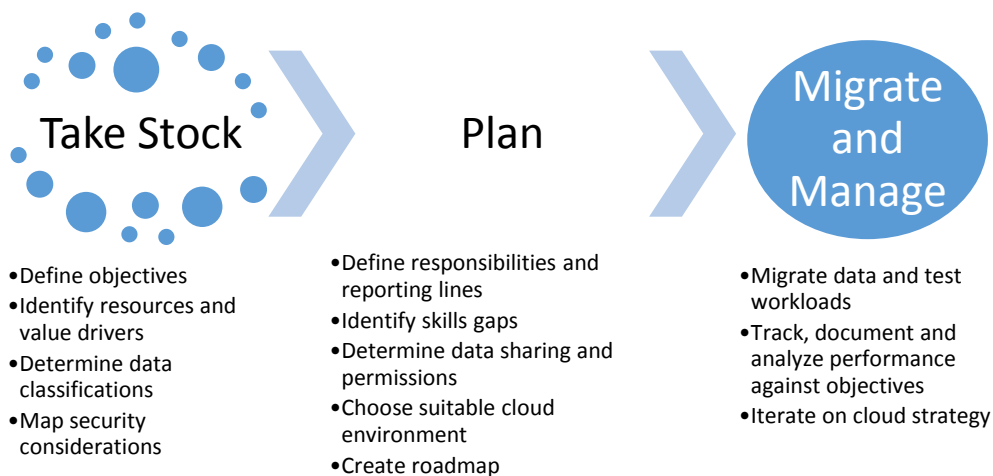 Take Stock
•Define objectives
•Identify resources and
value drivers
•Determine data
classifications
•Map security
considerations
Plan
•Define responsibilities and
reporting lines
•Identify skills gaps
•Determine data sharing and
permissions
•Choose suitable cloud
environment
•Create roadmap
Migrate
and
Manage
•Migrate data and test
workloads
•Track, document and
analyze performance
against objectives
•Iterate on cloud strategy